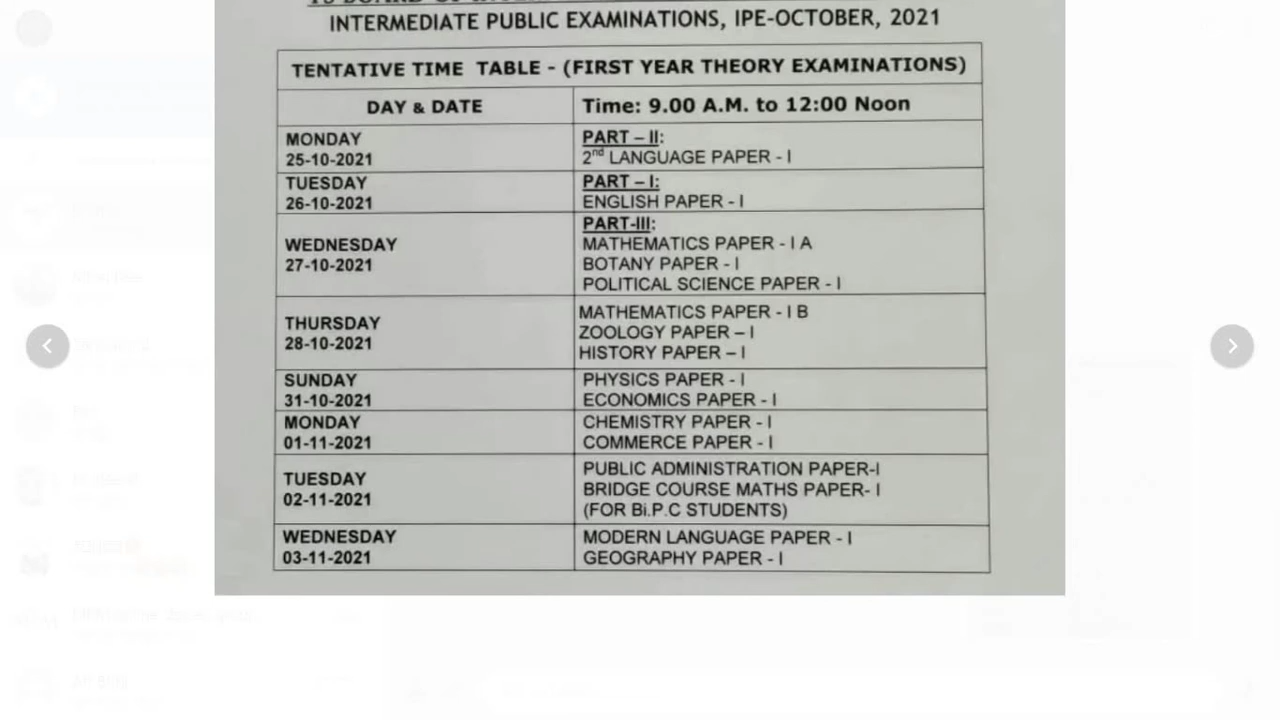 INTERMEDIATE PUBLIC EXAMINATIONS, IPE-OCTOBER, 2021
TENTATIVE TIME TABLE - (FIRST YEAR THEORY EXAMINATIONS)
DAY & DATE
Time: 9.00 A.M. to 12:00 Noon
MONDAY
25-10-2021
PART – II:
2nd LANGUAGE PAPER - I
TUESDAY
26-10-2021
PART – I:
ENGLISH PAPER - I
WEDNESDAY
27-10-2021
PART-III:
MATHEMATICS PAPER - I A
BOTANY PAPER - I
POLITICAL SCIENCE PAPER - I
THURSDAY
28-10-2021
MATHEMATICS PAPER - I B
ZOOLOGY PAPER – I
HISTORY PAPER – I
SUNDAY
31-10-2021
PHYSICS PAPER - I
ECONOMICS PAPER - I
MONDAY
01-11-2021
CHEMISTRY PAPER - I
COMMERCE PAPER - I
TUESDAY
02-11-2021
PUBLIC ADMINISTRATION PAPER-I
BRIDGE COURSE MATHS PAPER- I
(FOR Bi.P.C STUDENTS)
WEDNESDAY
03-11-2021
MODERN LANGUAGE PAPER - I
GEOGRAPHY PAPER - I